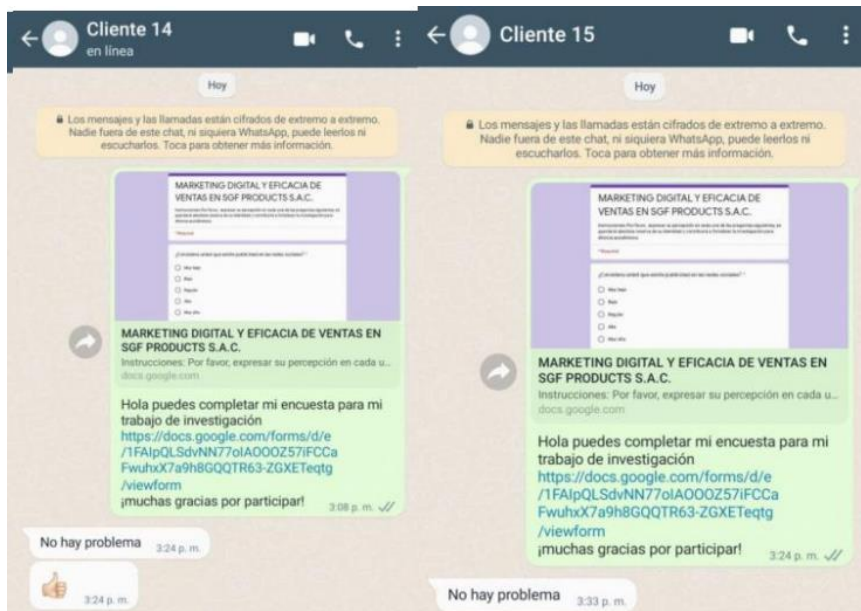 Cliente 14
en línea
Hoy
Los mensajes y las llamadas están cifrados de extremo a extremo.
Nadie fuera de este chat, ni siquiera WhatsApp, puede leerlos ni
escucharlos. Toca para obtener más información.
MARKETING DIGITAL Y EFICACIA DE
VENTAS EN SGF PRODUCTS S.A.C.
MARKETING DIGITAL Y EFICACIA DE VENTAS EN
SGF PRODUCTS S.A.C.
Instrucciones: Por favor, expresar su percepción en cada u...
docs.google.com
Hola puedes completar mi encuesta para mi
trabajo de investigación
https://docs.google.com/forms/d/e
/1FAIpQLSdvNN77oIAOOOZ57iFCCa
FwuhxX7a9h8GQQTR63-ZGXETeqtg
/viewform
¡muchas gracias por participar!
3:08 p. m.
No hay problema
3:24 p. m.
3:24 p. m.
Cliente 15
Hoy
Los mensajes y las llamadas están cifrados de extremo a extremo.
Nadie fuera de este chat, ni siquiera WhatsApp, puede leerlos ni
escucharlos. Toca para obtener más información.
MARKETING DIGITAL Y EFICACIA DE
VENTAS EN SGF PRODUCTS S.A.C.
MARKETING DIGITAL Y EFICACIA DE VENTAS EN
SGF PRODUCTS S.A.C.
Instrucciones: Por favor, expresar su percepción en cada u...
docs.google.com
Hola puedes completar mi encuesta para mi
trabajo de investigación
https://docs.google.com/forms/d/e
/1FAIpQLSdvNN77oIAOOOZ57iFCCa
FwuhxX7a9h8GQQTR63-ZGXETeqtg
/viewform
¡muchas gracias por participar!
3:24 p. m.
No hay problema
3:33 p. m.